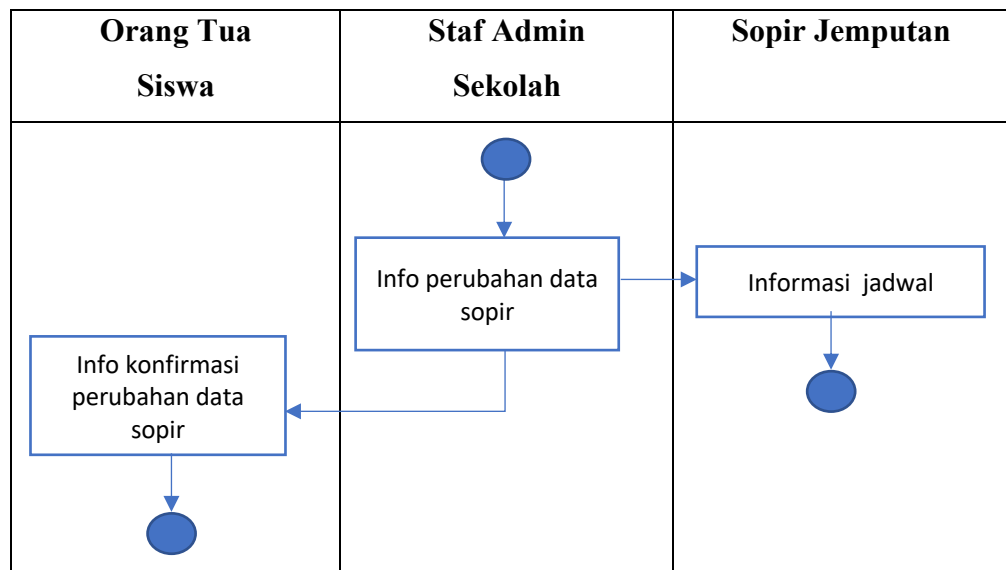 Orang Tua
Siswa
Staf Admin
Sekolah
Sopir Jemputan
Info perubahan data
sopir
Informasi jadwal
Info konfirmasi
perubahan data
sopir